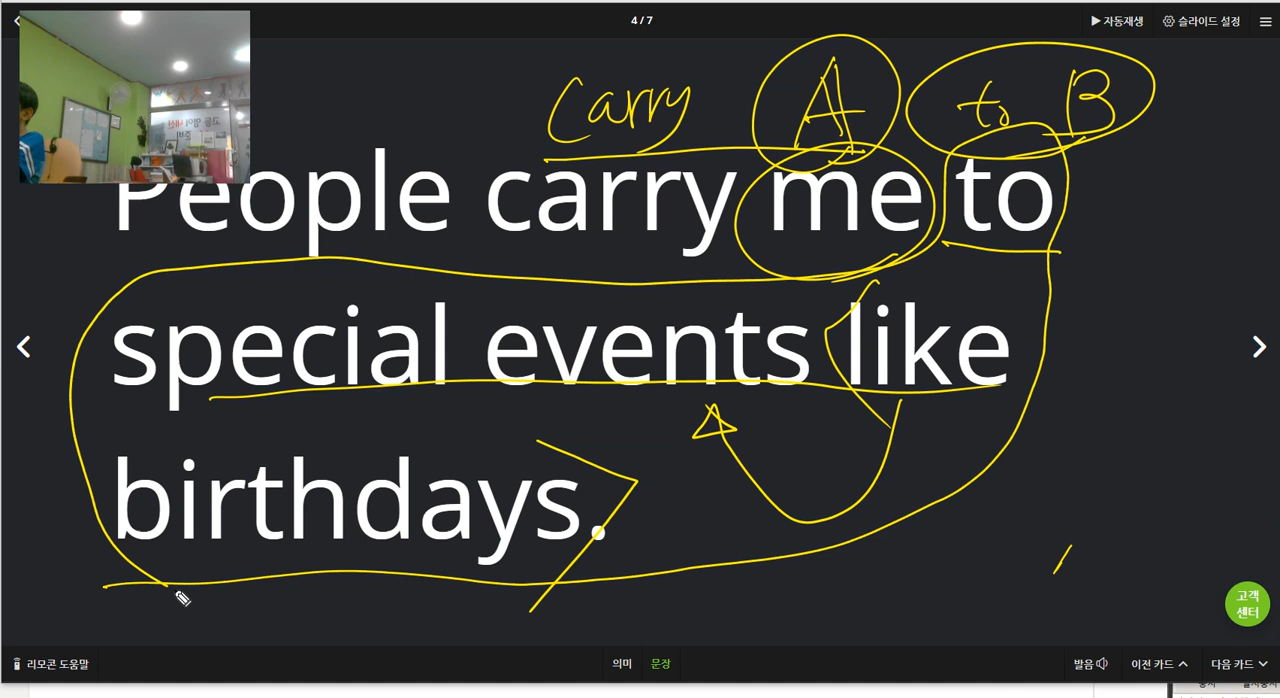 4 / 7
▶ 자동재생
슬라이드 설정
Carry A to B
People carry me to
special events like
birthdays.
고객
센터
리모콘 도움말
의미
문장
발음
이전 카드
다음 카드